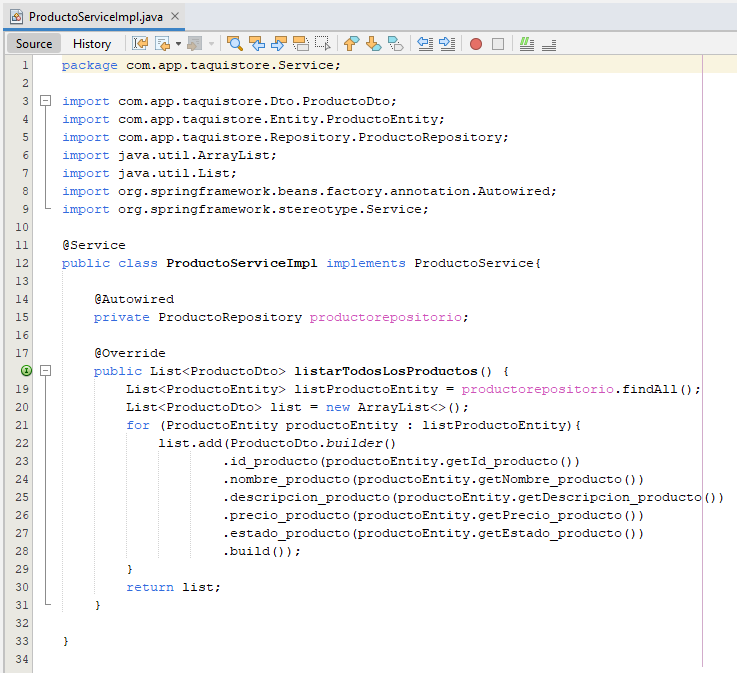 ProductoServiceImpl.java
Source History
1 package com.app.taquistore.Service;
2
3 import com.app.taquistore.Dto.ProductoDto;
4 import com.app.taquistore.Entity.ProductoEntity;
5 import com.app.taquistore.Repository.ProductoRepository;
6 import java.util.ArrayList;
7 import java.util.List;
8 import org.springframework.beans.factory.annotation.Autowired;
9 import org.springframework.stereotype.Service;
10
11 @Service
12 public class ProductoServiceImpl implements ProductoService{
13
14     @Autowired
15     private ProductoRepository productorepositorio;
16
17     @Override
public List<ProductoDto> listarTodosLosProductos() {
19         List<ProductoEntity> listProductoEntity = productorepositorio.findAll();
20         List<ProductoDto> list = new ArrayList<>();
21         for (ProductoEntity productoEntity : listProductoEntity){
22             list.add(ProductoDto.builder()
23                     .id_producto(productoEntity.getId_producto())
24                     .nombre_producto(productoEntity.getNombre_producto())
25                     .descripcion_producto(productoEntity.getDescripcion_producto())
26                     .precio_producto(productoEntity.getPrecio_producto())
27                     .estado_producto(productoEntity.getEstado_producto())
28                     .build());
29         }
30         return list;
31     }
32
33 }
34